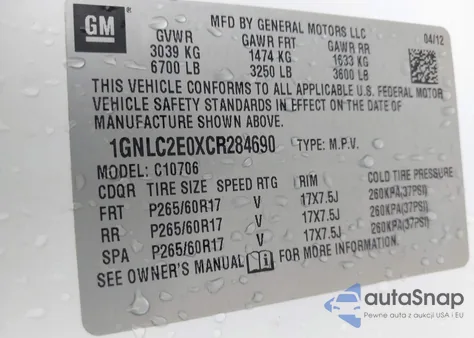 GM
MFD BY GENERAL MOTORS LLC
04/12
GVWR GAWR FRT GAWR RR
3039 KG 1474 KG 1633 KG
6700 LB 3250 LB 3600 LB
THIS VEHICLE CONFORMS TO ALL APPLICABLE U.S. FEDERAL MOTOR
VEHICLE SAFETY STANDARDS IN EFFECT ON THE DATE OF
MANUFACTURE SHOWN ABOVE.
1GNLC2E0XCR284690 TYPE: M.P.V.
MODEL: C10706
CDQR TIRE SIZE SPEED RTG RIM COLD TIRE PRESSURE
FRT P265/60R17 V 17X7.5J 260KPA(37PSI)
RR P265/60R17 V 17X7.5J 260KPA(37PSI)
SPA P265/60R17 V 17X7.5J 260KPA(37PSI)
SEE OWNER'S MANUAL FOR MORE INFORMATION.
autoSnap
Pewne auta z aukcji USA i EU